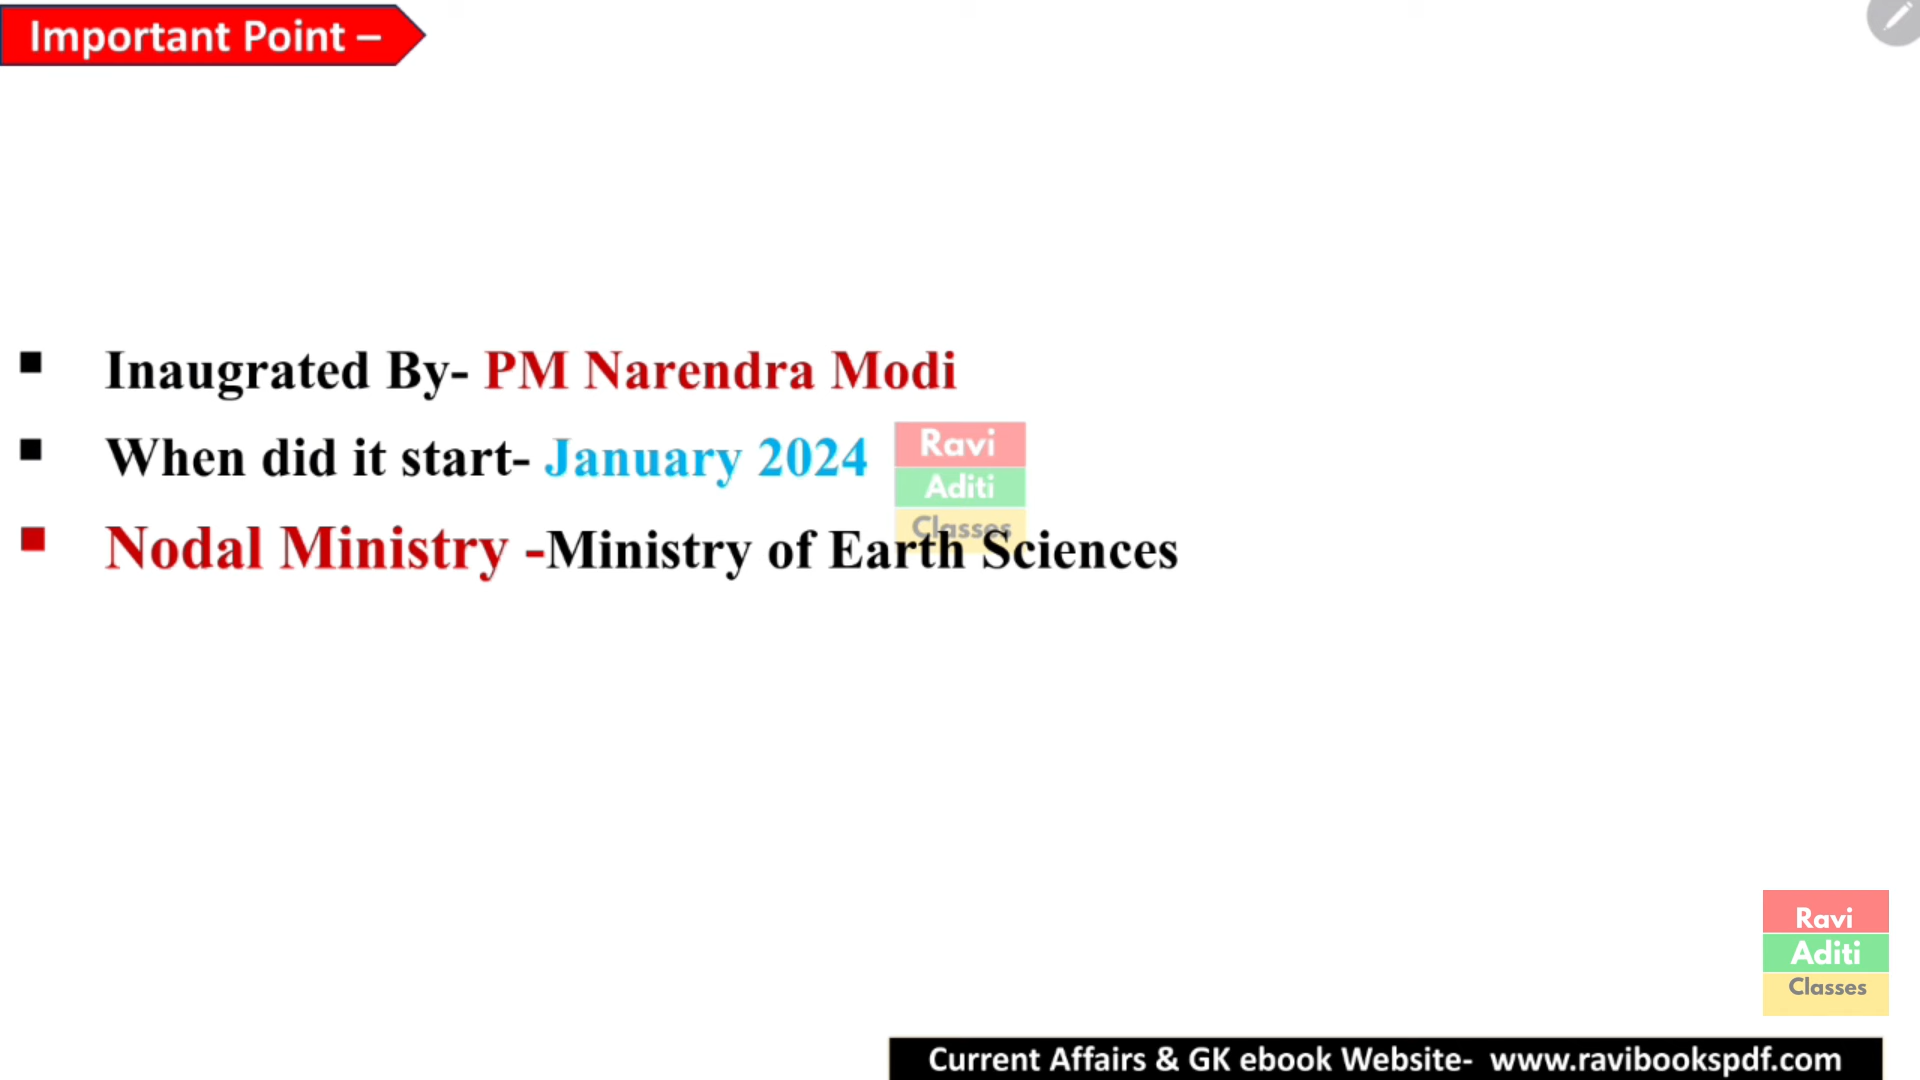 Important Point –
Inaugrated By- PM Narendra Modi
When did it start- January 2024
Ravi
Aditi
Classes
Nodal Ministry -Ministry of Earth Sciences
Ravi
Aditi
Classes
Current Affairs & GK ebook Website- www.ravibookspdf.com